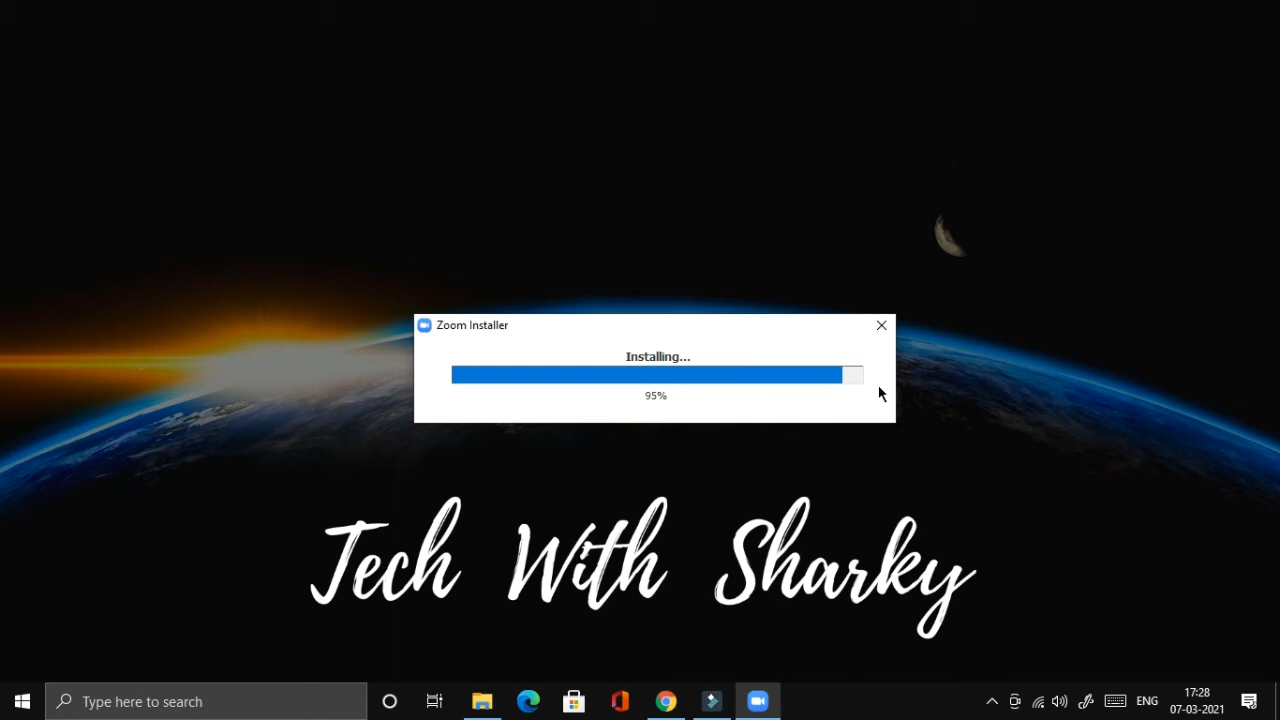 Zoom Installer
Installing...
95%
Tech With Sharky
Type here to search
ENG
17:28
07-03-2021